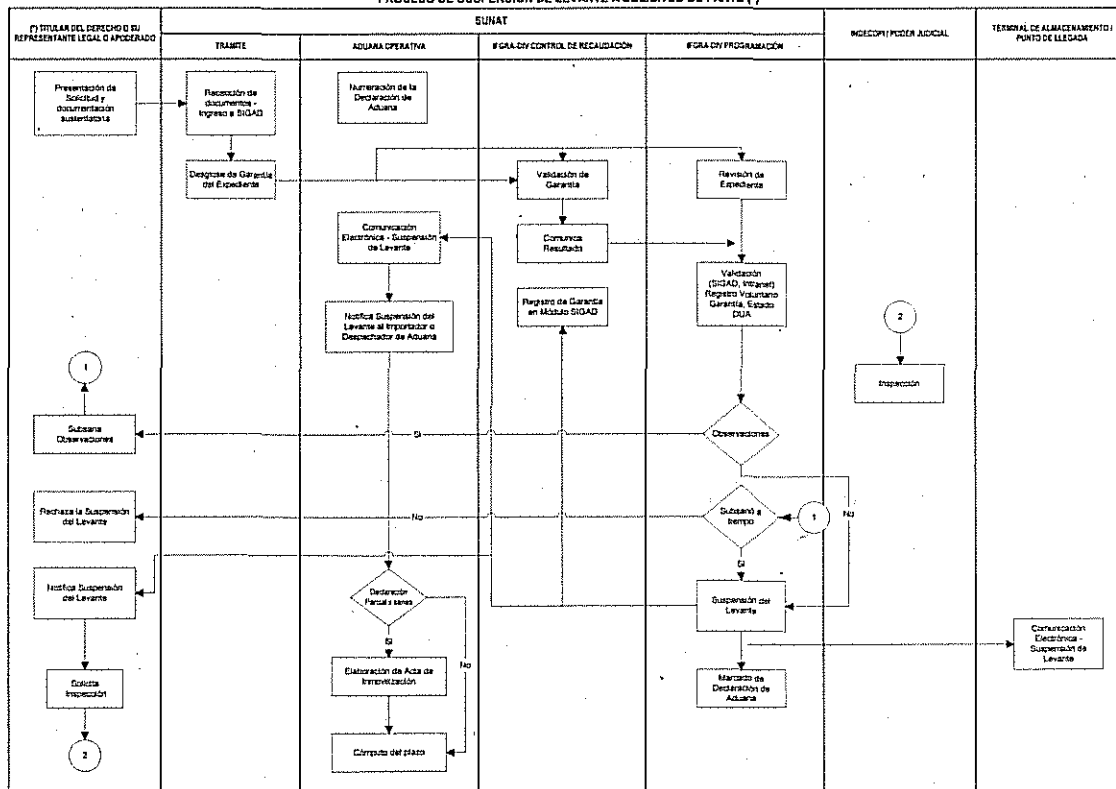 PROCESO DE SUSPENSIÓN DE LEVANTE A SOLICITUD DE PARTE (*)
(*) TITULAR DEL DERECHO O SU
REPRESENTANTE LEGAL O APODERADO
SUNAT
TRAMITE
ADUANA OPERATIVA
IFGRA-DIV CONTROL DE RECAUDACIÓN
IFGRA-DIV PROGRAMACIÓN
INDECOPI / PODER JUDICIAL
TERMINAL DE ALMACENAMIENTO /
PUNTO DE LLEGADA
Presentación de
Solicitud y
documentación
sustentatoria
Recepción de
documentos -
Ingreso a SIGAD
Numeración de la
Declaración de
Aduana
Desglose de Garantía
del Expediente
Validación de
Garantía
Revisión de
Expediente
Comunicación
Electrónica - Suspensión
de Levante
Comunica
Resultado
Validación
(SIGAD, Intranet)
Registro Voluntario
Garantía, Estado
DUA
Notifica Suspensión del
Levante al Importador o
Despachador de Aduana
Registro de Garantía
en Módulo SIGAD
2
Inspección
1
Subsana
Observaciones
Si
Observaciones
Rechaza la Suspensión
del Levante
No
Subsanó a
tiempo
1
No
Si
Notifica Suspensión
del Levante
Declaración
Parcial x series
Suspensión del
Levante
Comunicación
Electrónica -
Suspensión de
Levante
Si
No
Solicita
Inspección
Elaboración de Acta de
Inmovilización
Marcado de
Declaración de
Aduana
2
Cómputo del plazo